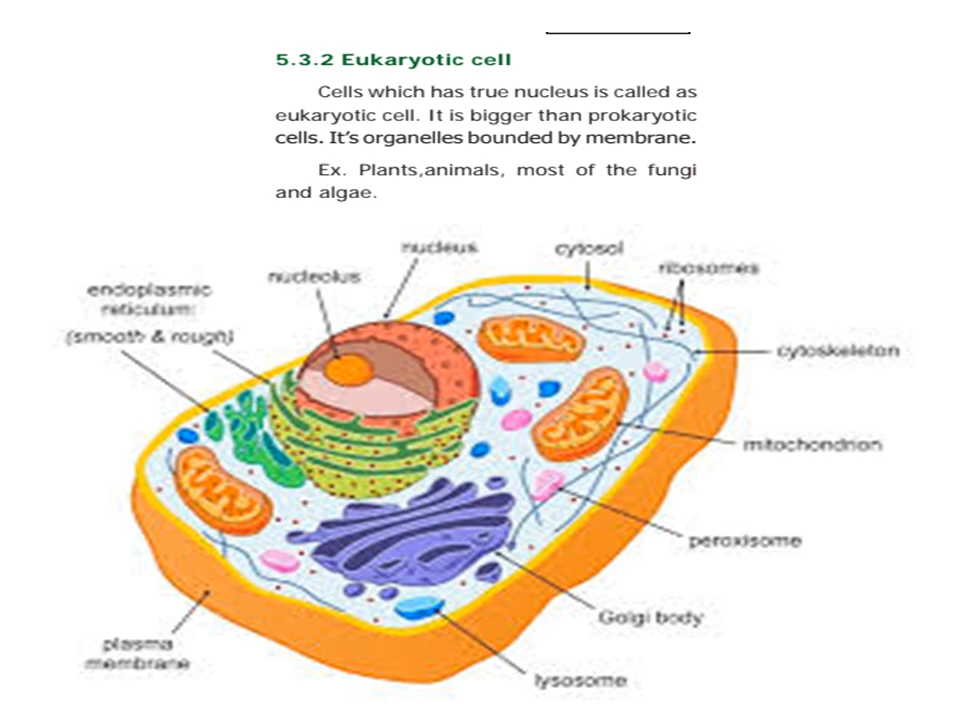 5.3.2 Eukaryotic cell
Cells which has true nucleus is called as
eukaryotic cell. It is bigger than prokaryotic
cells. It's organelles bounded by membrane.
Ex. Plants,animals, most of the fungi
and algae.
nucleus
cytosol
nucleolus
ribosomes
endoplasmic
reticulum:
(smooth & rough)
cytoskeleton
mitochondrion
peroxisome
Golgi body
plasma
membrane
lysosome